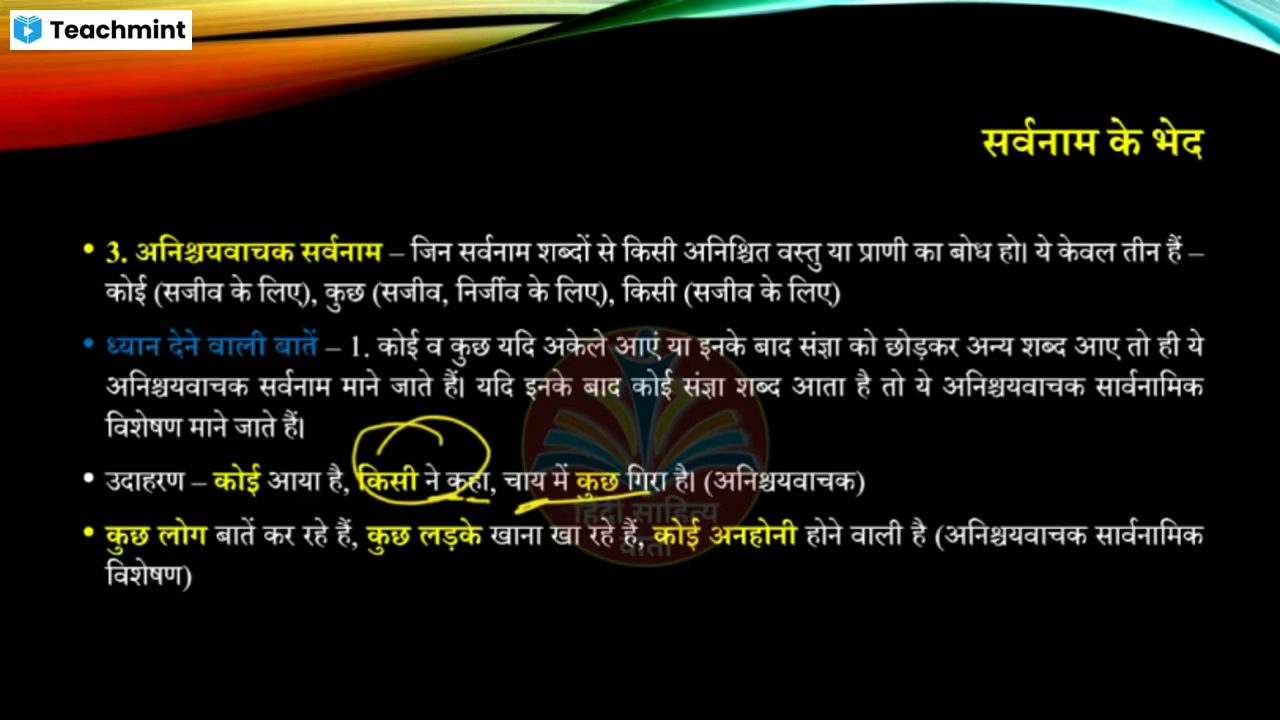 Teachmint
सर्वनाम के भेद
• 3. अनिश्चयवाचक सर्वनाम – जिन सर्वनाम शब्दों से किसी अनिश्चित वस्तु या प्राणी का बोध हो। ये केवल तीन हैं –
कोई (सजीव के लिए), कुछ (सजीव, निर्जीव के लिए), किसी (सजीव के लिए)
• ध्यान देने वाली बातें – 1. कोई व कुछ यदि अकेले आएं या इनके बाद संज्ञा को छोड़कर अन्य शब्द आए तो ही ये
अनिश्चयवाचक सर्वनाम माने जाते हैं। यदि इनके बाद कोई संज्ञा शब्द आता है तो ये अनिश्चयवाचक सार्वनामिक
विशेषण माने जाते हैं।
• उदाहरण – कोई आया है, किसी ने कहा, चाय में कुछ गिरा है। (अनिश्चयवाचक)
• कुछ लोग बातें कर रहे हैं, कुछ लड़के खाना खा रहे हैं, कोई अनहोनी होने वाली है (अनिश्चयवाचक सार्वनामिक
विशेषण)
हिंदी साहित्य
वार्ता